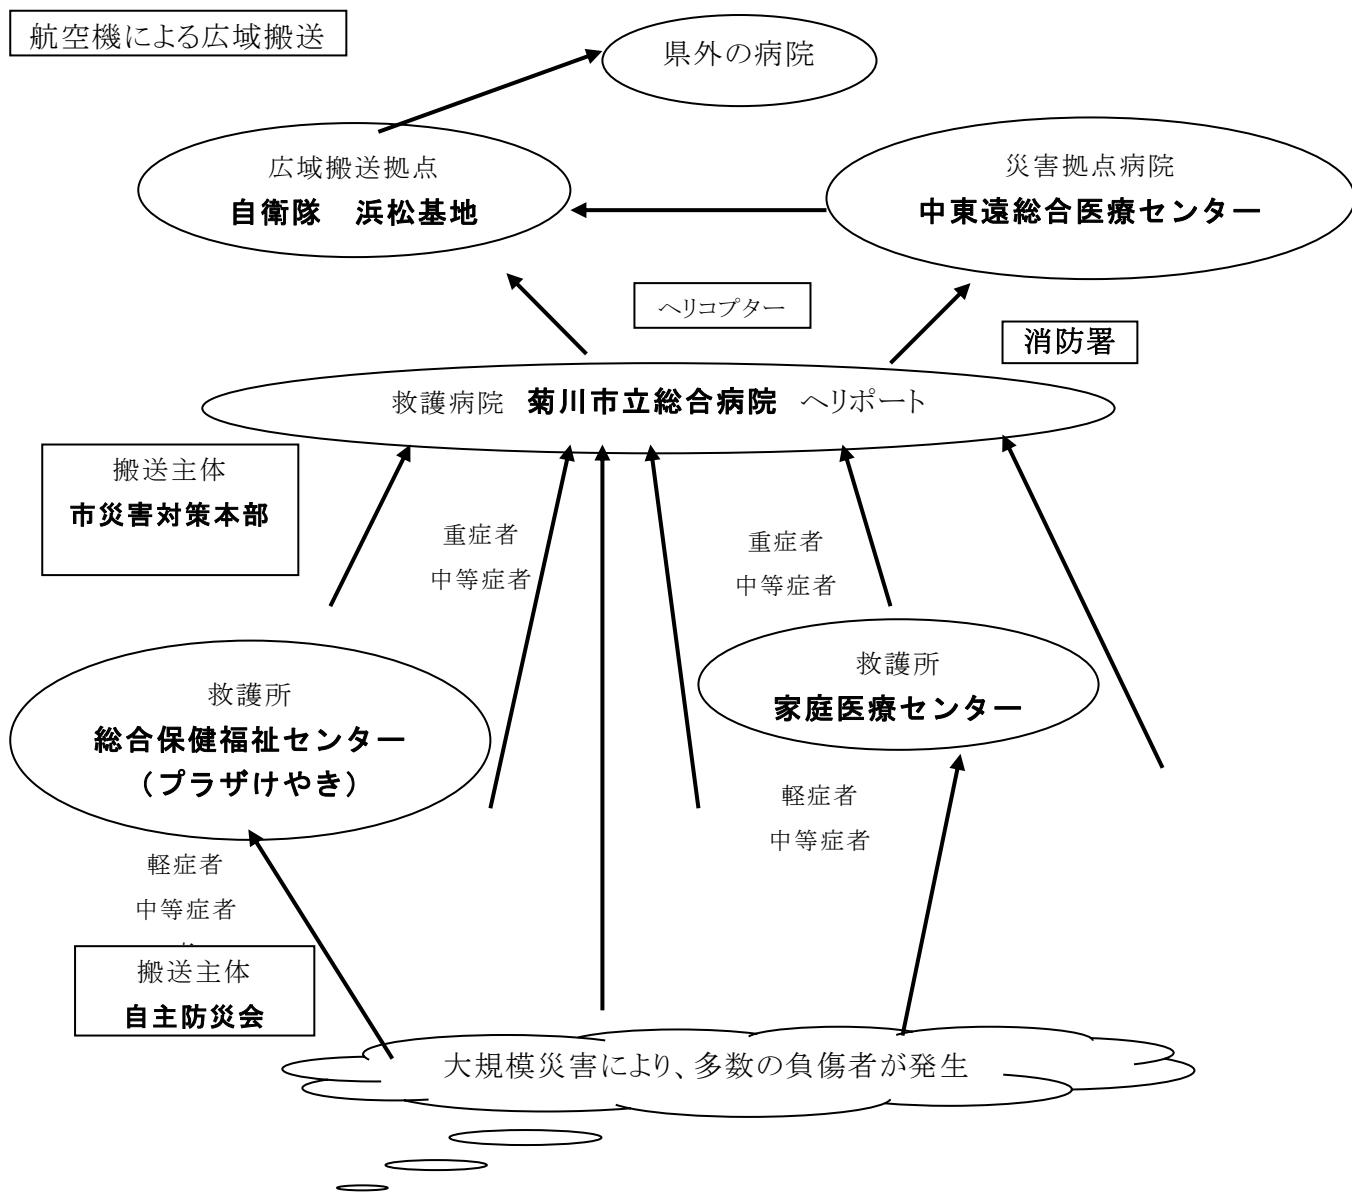 航空機による広域搬送
県外の病院
広域搬送拠点
自衛隊　浜松基地
災害拠点病院
中東遠総合医療センター
ヘリコプター
消防署
救護病院　菊川市立総合病院　ヘリポート
搬送主体
市災害対策本部
重症者
中等症者
重症者
中等症者
救護所
総合保健福祉センター
（プラザけやき）
救護所
家庭医療センター
軽症者
中等症者
軽症者
中等症者
搬送主体
自主防災会
大規模災害により、多数の負傷者が発生